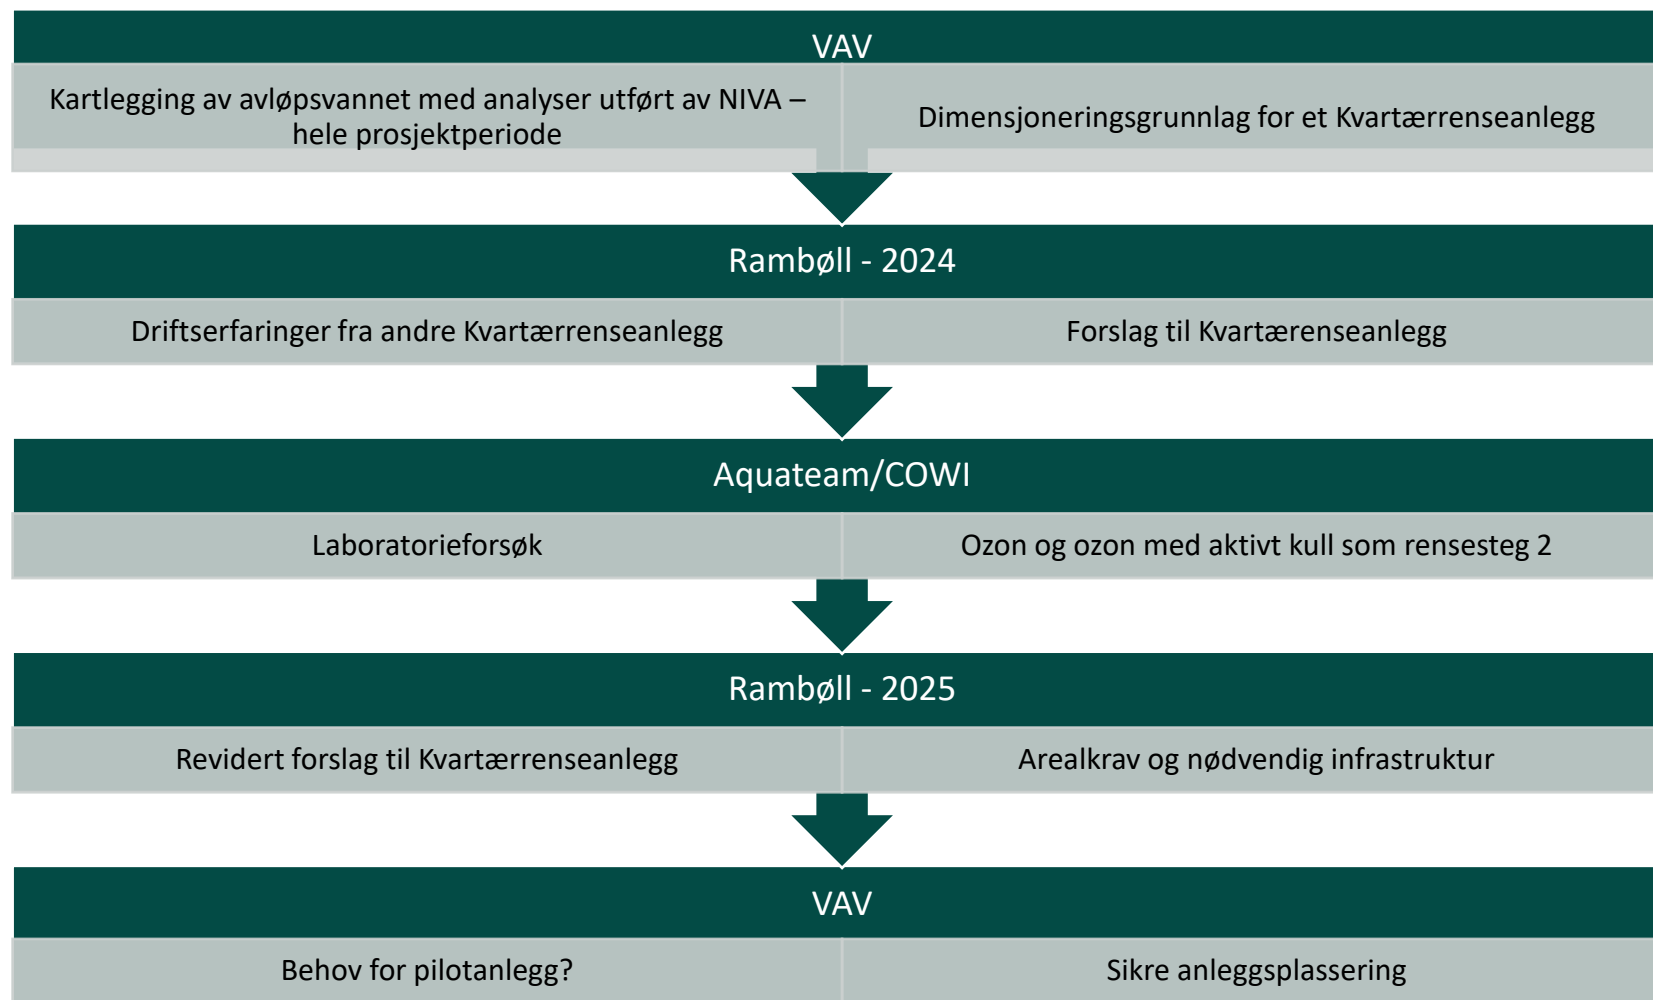 VAV
Kartlegging av avløpsvannet med analyser utført av NIVA –
hele prosjektperiode
Dimensjoneringsgrunnlag for et Kvartærrenseanlegg
Rambøll - 2024
Driftserfaringer fra andre Kvartærrenseanlegg
Forslag til Kvartærenseanlegg
Aquateam/COWI
Laboratorieforsøk
Ozon og ozon med aktivt kull som rensesteg 2
Rambøll - 2025
Revidert forslag til Kvartærrenseanlegg
Arealkrav og nødvendig infrastruktur
VAV
Behov for pilotanlegg?
Sikre anleggsplassering